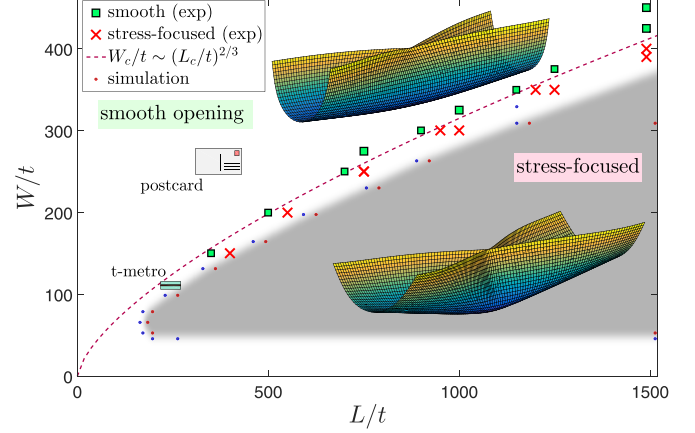 smooth (exp)
stress-focused (exp)
W_c/t ∼ (L_c/t)^{2/3}
simulation
smooth opening
postcard
t-metro
stress-focused
400
300
200
100
0
W/t
0 500 1000 1500
L/t